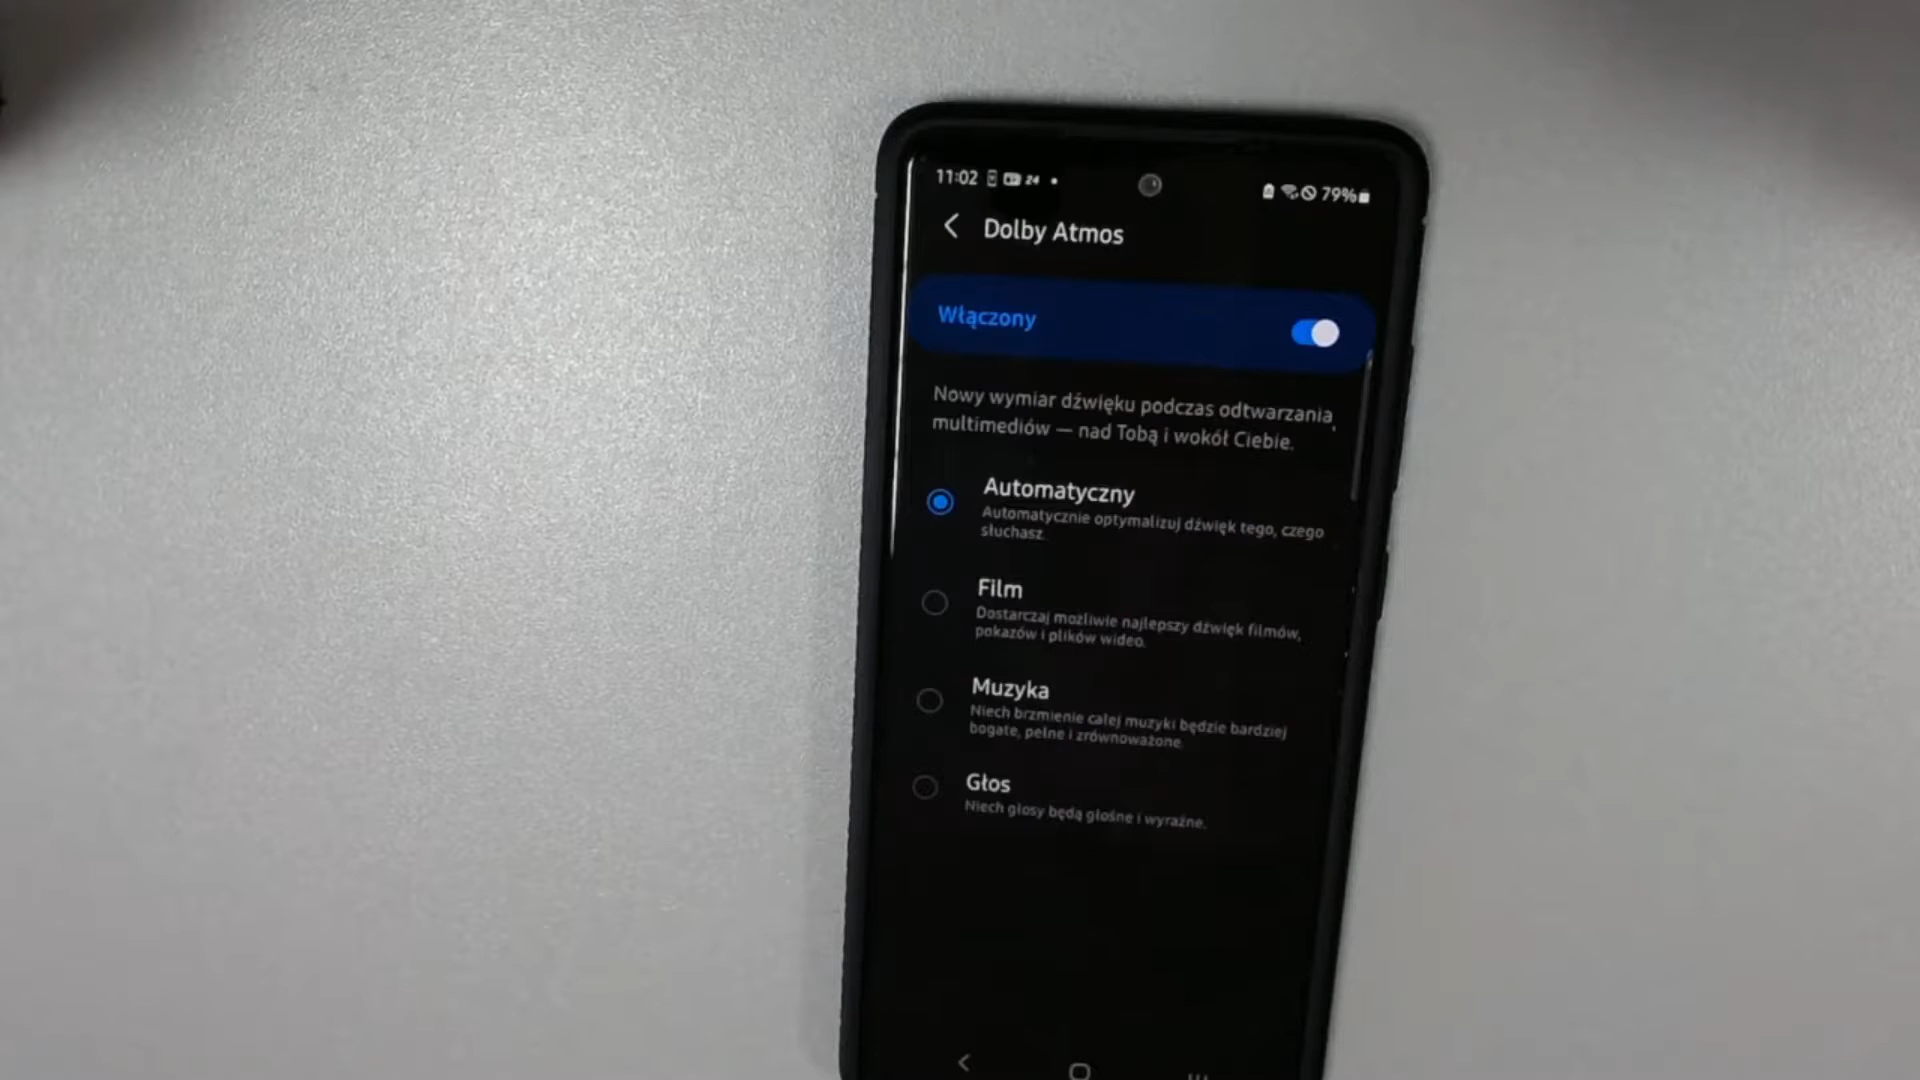 11:02 24 79%
Dolby Atmos
Włączony
Nowy wymiar dźwięku podczas odtwarzania
multimediów — nad Tobą i wokół Ciebie.
Automatyczny
Automatycznie optymalizuj dźwięk tego, czego
słuchasz.
Film
Dostarczaj możliwie najlepszy dźwięk filmów,
pokazów i plików wideo.
Muzyka
Niech brzmienie całej muzyki będzie bardziej
bogate, pełne i zrównoważone.
Głos
Niech głosy będą głośne i wyraźne.